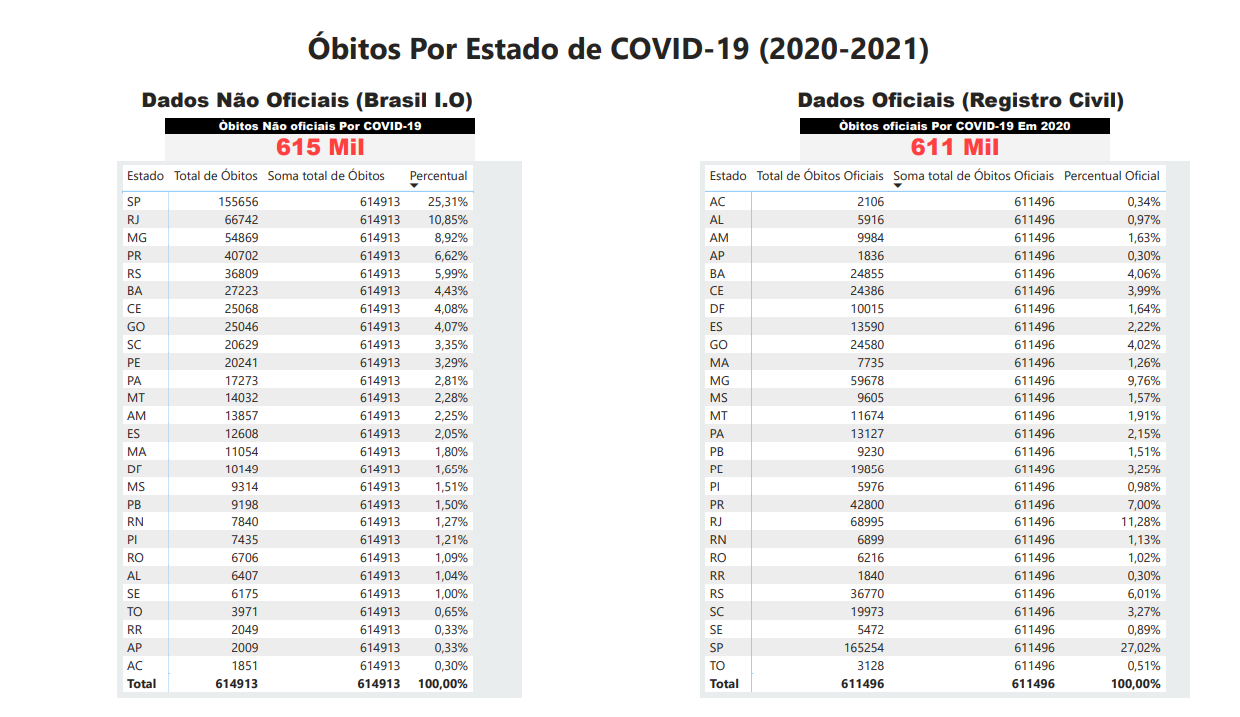 Óbitos Por Estado de COVID-19 (2020-2021)
Dados Não Oficiais (Brasil I.O)
Òbitos Não oficiais Por COVID-19
615 Mil
Estado Total de Óbitos Soma total de Óbitos Percentual
SP 155656 614913 25,31%
RJ 66742 614913 10,85%
MG 54869 614913 8,92%
PR 40702 614913 6,62%
RS 36809 614913 5,99%
BA 27223 614913 4,43%
CE 25068 614913 4,08%
GO 25046 614913 4,07%
SC 20629 614913 3,35%
PE 20241 614913 3,29%
PA 17273 614913 2,81%
MT 14032 614913 2,28%
AM 13857 614913 2,25%
ES 12608 614913 2,05%
MA 11054 614913 1,80%
DF 10149 614913 1,65%
MS 9314 614913 1,51%
PB 9198 614913 1,50%
RN 7840 614913 1,27%
PI 7435 614913 1,21%
RO 6706 614913 1,09%
AL 6407 614913 1,04%
SE 6175 614913 1,00%
TO 3971 614913 0,65%
RR 2049 614913 0,33%
AP 2009 614913 0,33%
AC 1851 614913 0,30%
Total 614913 614913 100,00%
Dados Oficiais (Registro Civil)
Òbitos oficiais Por COVID-19 Em 2020
611 Mil
Estado Total de Óbitos Oficiais Soma total de Óbitos Oficiais Percentual Oficial
AC 2106 611496 0,34%
AL 5916 611496 0,97%
AM 9984 611496 1,63%
AP 1836 611496 0,30%
BA 24855 611496 4,06%
CE 24386 611496 3,99%
DF 10015 611496 1,64%
ES 13590 611496 2,22%
GO 24580 611496 4,02%
MA 7735 611496 1,26%
MG 59678 611496 9,76%
MS 9605 611496 1,57%
MT 11674 611496 1,91%
PA 13127 611496 2,15%
PB 9230 611496 1,51%
PE 19856 611496 3,25%
PI 5976 611496 0,98%
PR 42800 611496 7,00%
RJ 68995 611496 11,28%
RN 6899 611496 1,13%
RO 6216 611496 1,02%
RR 1840 611496 0,30%
RS 36770 611496 6,01%
SC 19973 611496 3,27%
SE 5472 611496 0,89%
SP 165254 611496 27,02%
TO 3128 611496 0,51%
Total 611496 611496 100,00%